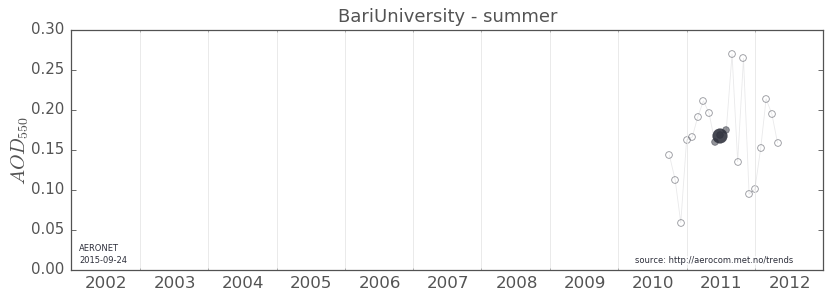 BariUniversity - summer
0.30
0.25
0.20
0.15
0.10
0.05
0.00
AOD550
AERONET
2015-09-24
source: http://aerocom.met.no/trends
2002 2003 2004 2005 2006 2007 2008 2009 2010 2011 2012